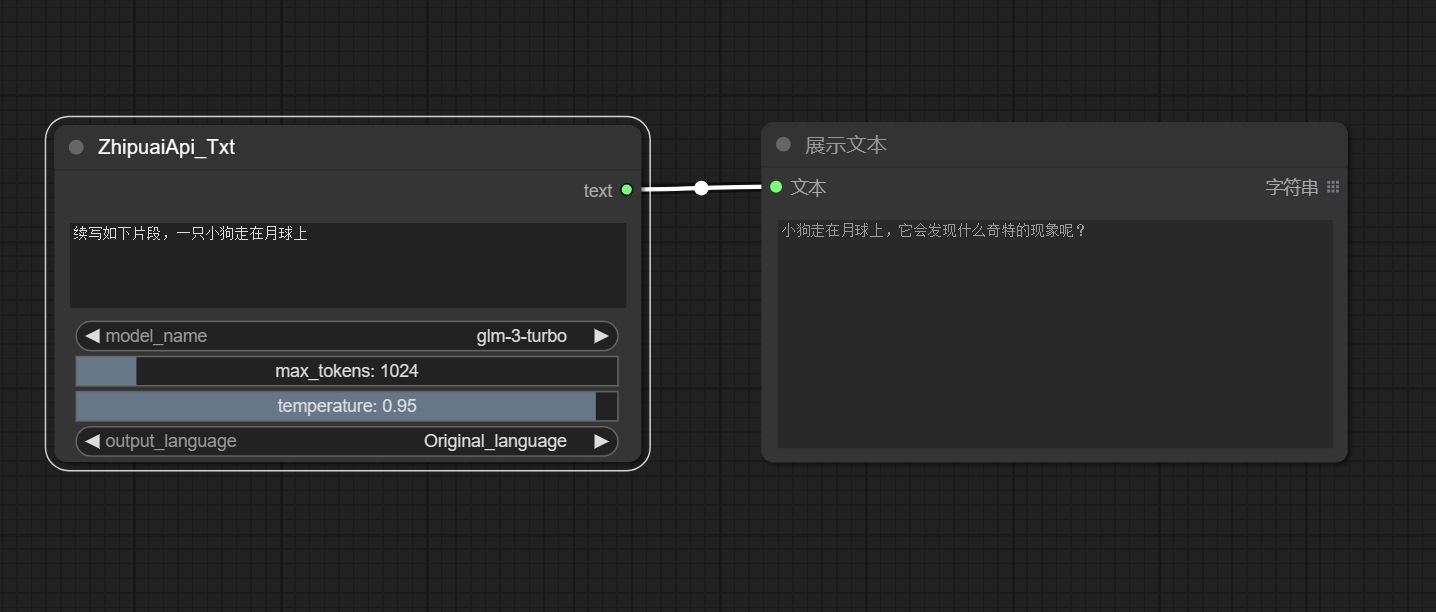 ZhipuaiApi_Txt
text
续写如下片段，一只小狗走在月球上
model_name
glm-3-turbo
max_tokens: 1024
temperature: 0.95
output_language
Original_language
展示文本
文本
字符串
小狗走在月球上，它会发现什么奇特的现象呢？